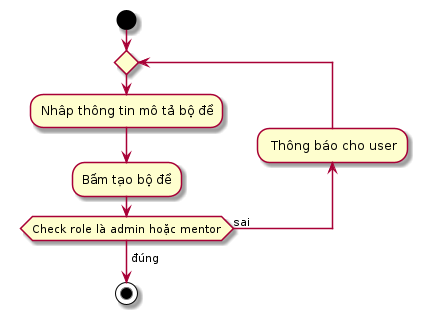 Nhâp thông tin mô tả bộ đề
Thông báo cho user
Bấm tạo bộ đề
Check role là admin hoặc mentor
sai
đúng